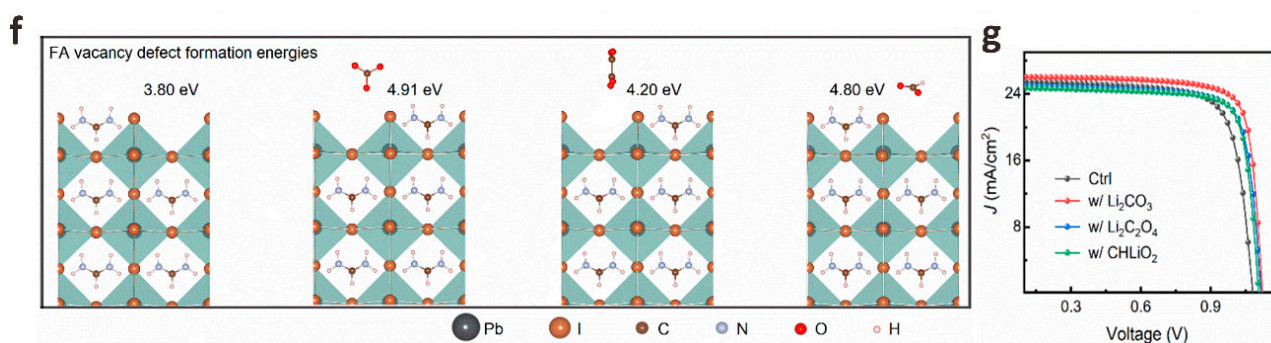 f
FA vacancy defect formation energies
3.80 eV
4.91 eV
4.20 eV
4.80 eV
Pb
I
C
N
O
H
g
J (mA/cm²)
24
16
8
Ctrl
w/ Li₂CO₃
w/ Li₂C₂O₄
w/ CHLiO₂
0.3
0.6
0.9
Voltage (V)